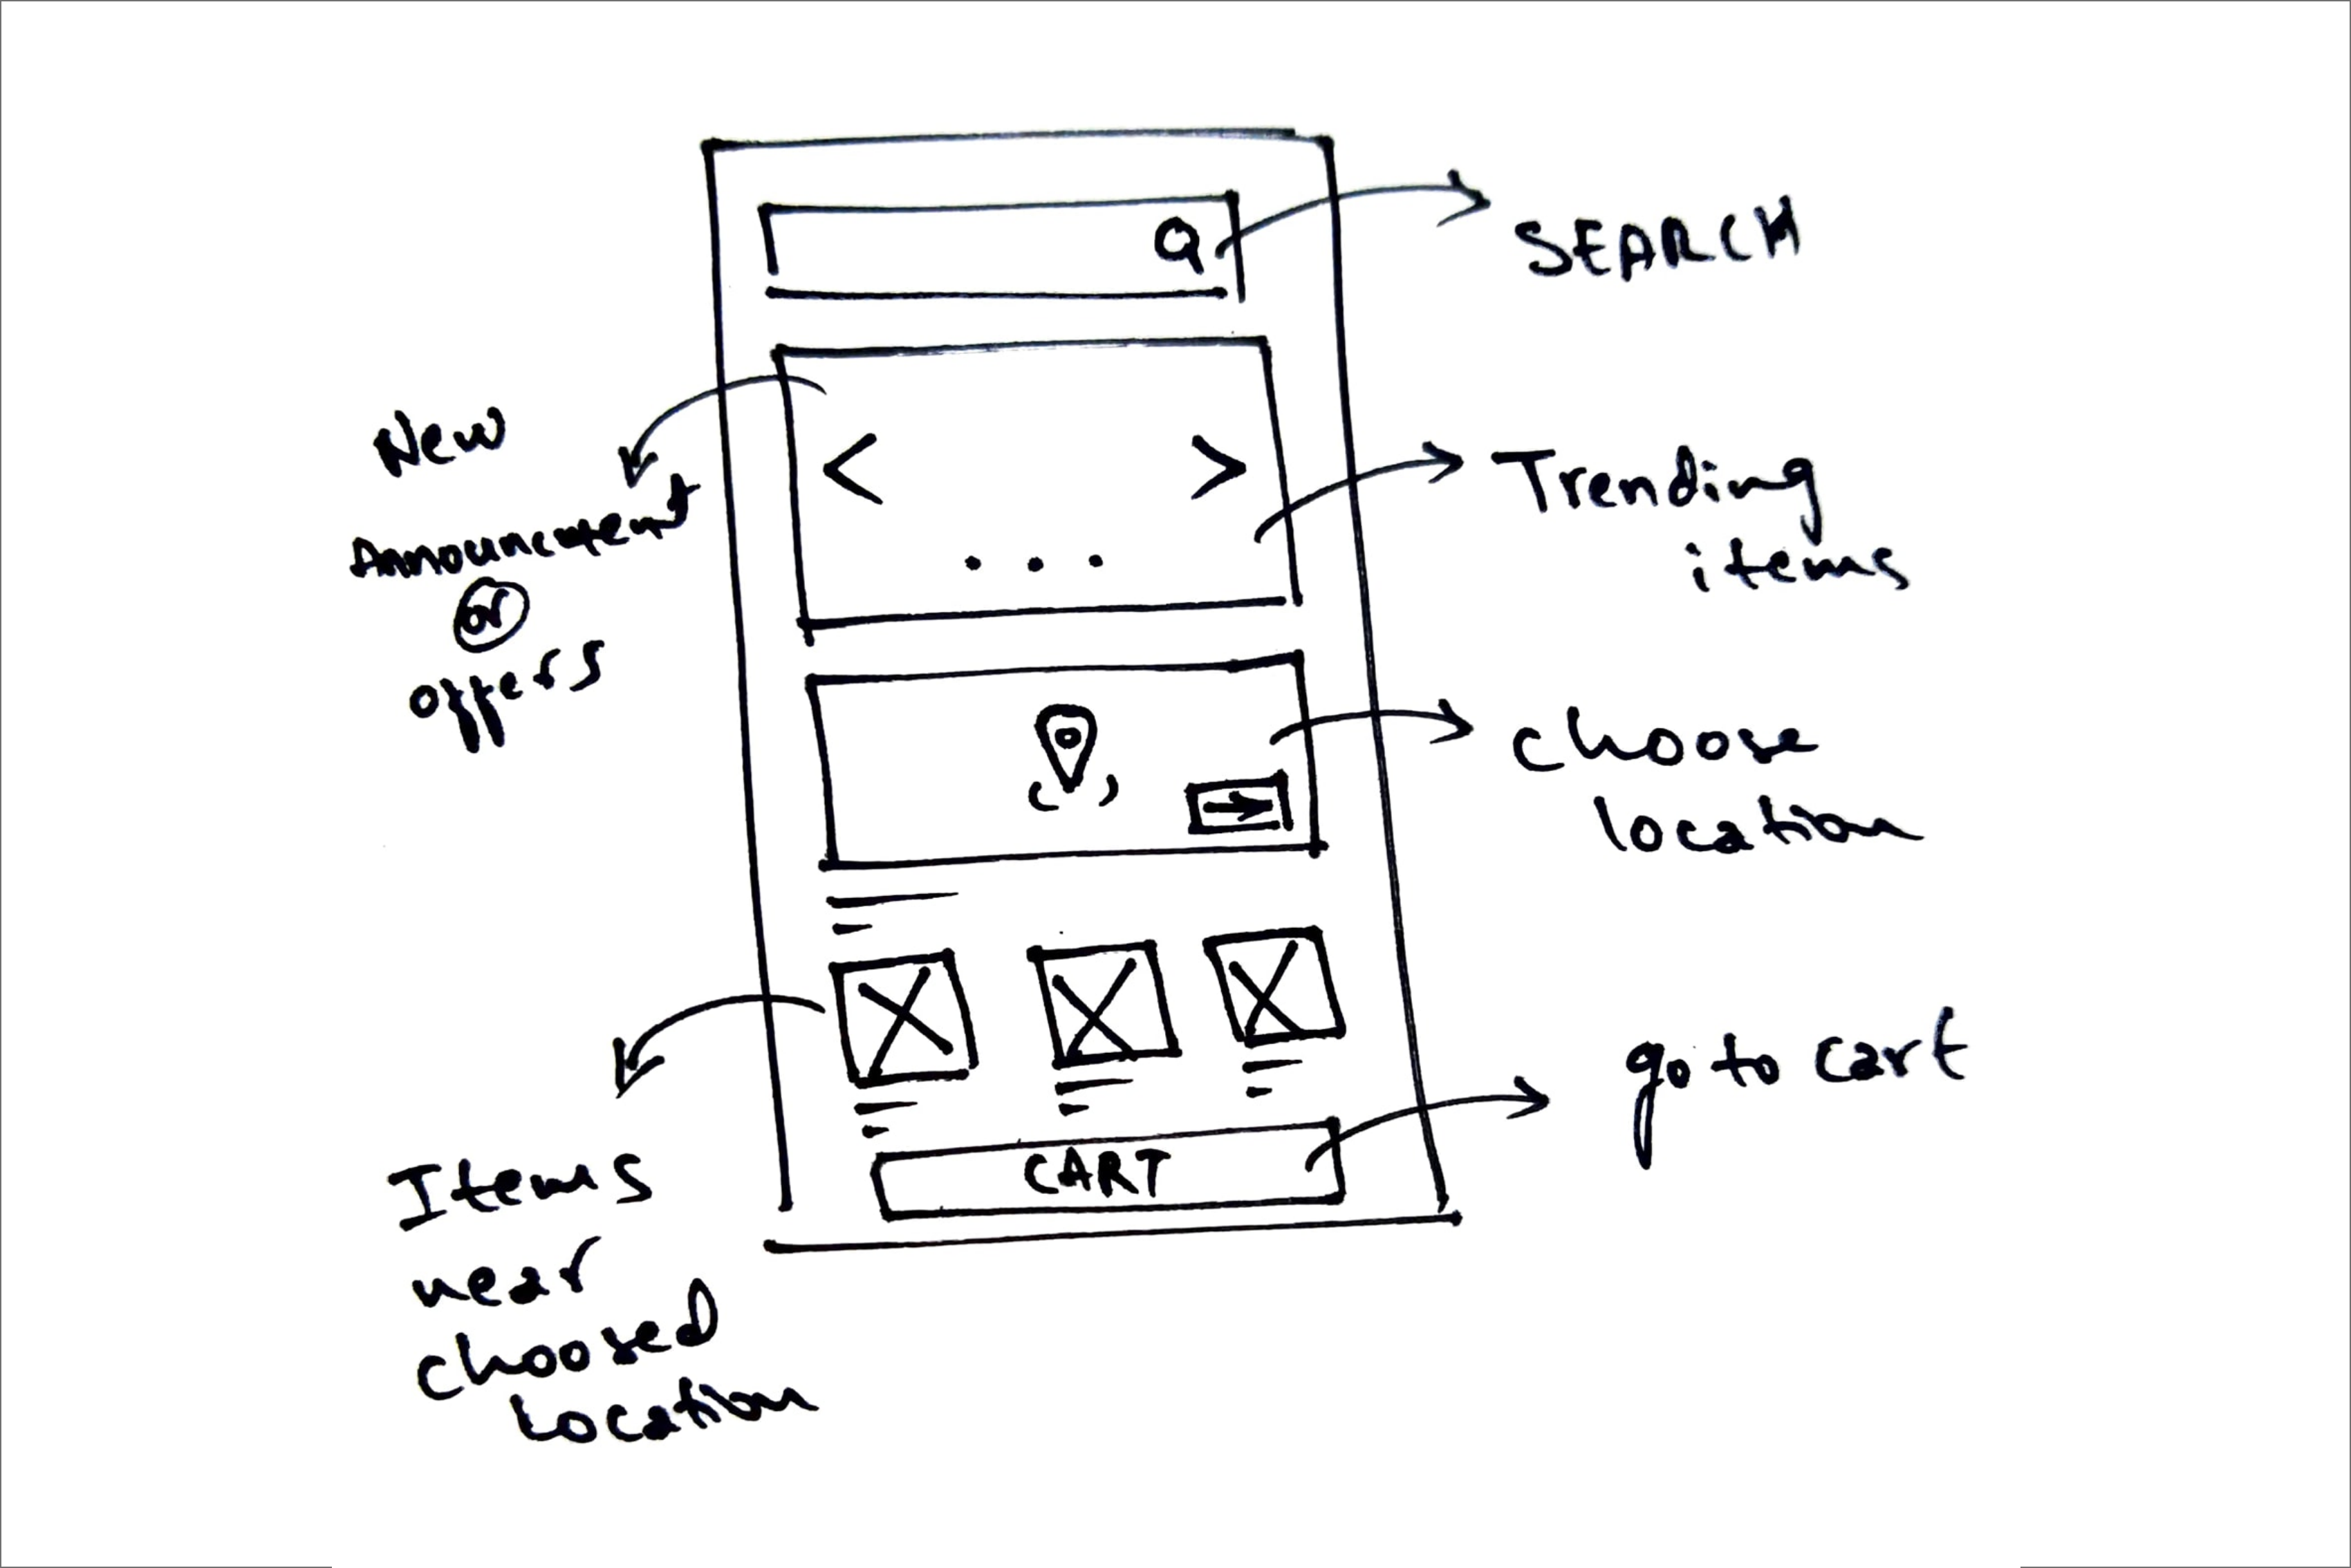 SEARCH
New
Announcement
or
offers
Trending
items
choose
location
go to cart
CART
Items
near
choosed
location